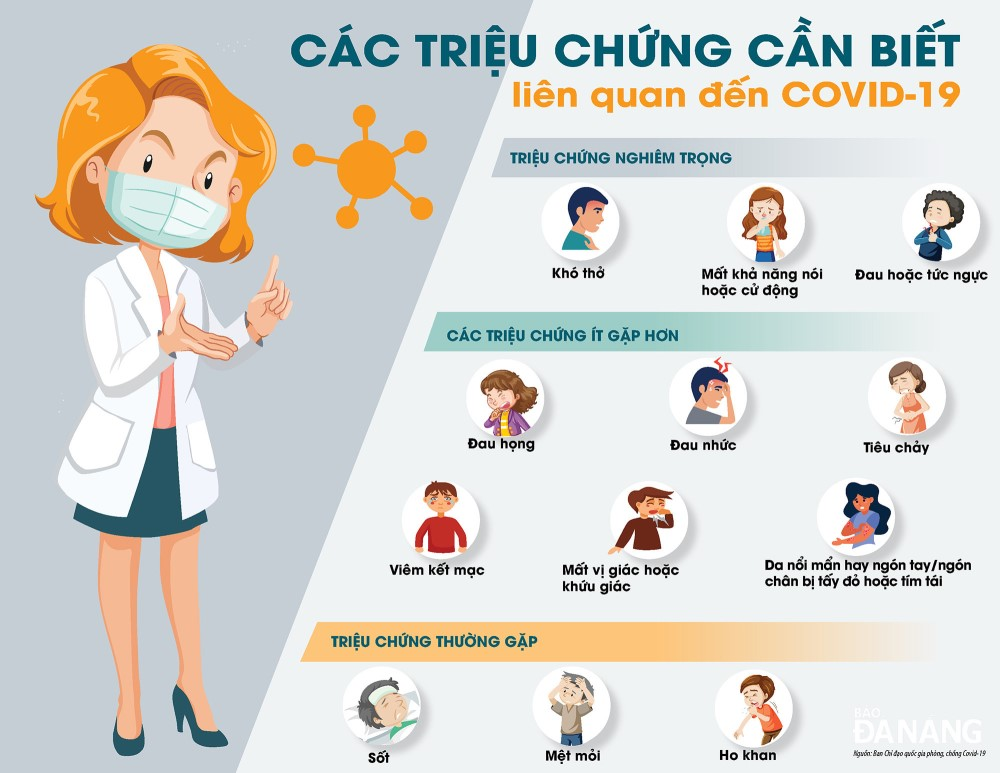 CÁC TRIỆU CHỨNG CẦN BIẾT
liên quan đến COVID-19
TRIỆU CHỨNG NGHIÊM TRỌNG
Khó thở
Mất khả năng nói
hoặc cử động
Đau hoặc tức ngực
CÁC TRIỆU CHỨNG ÍT GẶP HƠN
Đau họng
Đau nhức
Tiêu chảy
Viêm kết mạc
Mất vị giác hoặc
khứu giác
Da nổi mẩn hay ngón tay/ngón
chân bị tấy đỏ hoặc tím tái
TRIỆU CHỨNG THƯỜNG GẶP
Sốt
Mệt mỏi
Ho khan
BÁO
ĐA NANG
Nguồn: Ban Chỉ đạo quốc gia phòng, chống Covid-19